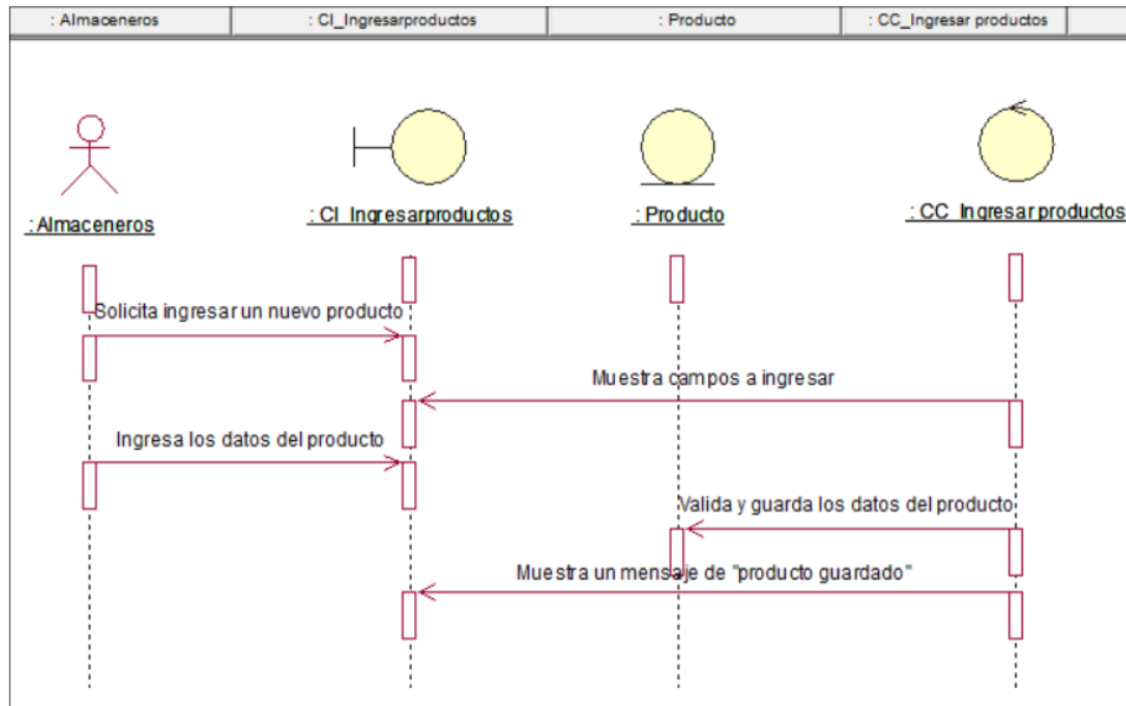 : Almaceneros
: CI_Ingresarproductos
: Producto
: CC_Ingresar productos
: Almaceneros
: CI_Ingresarproductos
: Producto
: CC_Ingresar productos
Solicita ingresar un nuevo producto
Muestra campos a ingresar
Ingresa los datos del producto
Valida y guarda los datos del producto
Muestra un mensaje de "producto guardado"